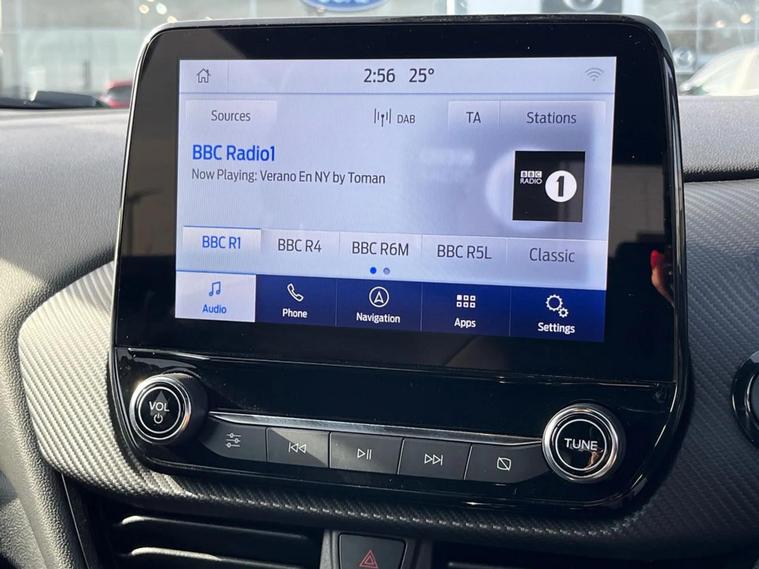 Ford
2:56 25°
Sources DAB TA Stations
BBC Radio1
Now Playing: Verano En NY by Toman
BBC
RADIO 1
BBC R1 BBC R4 BBC R6M BBC R5L Classic
Audio Phone Navigation Apps Settings
VOL
TUNE